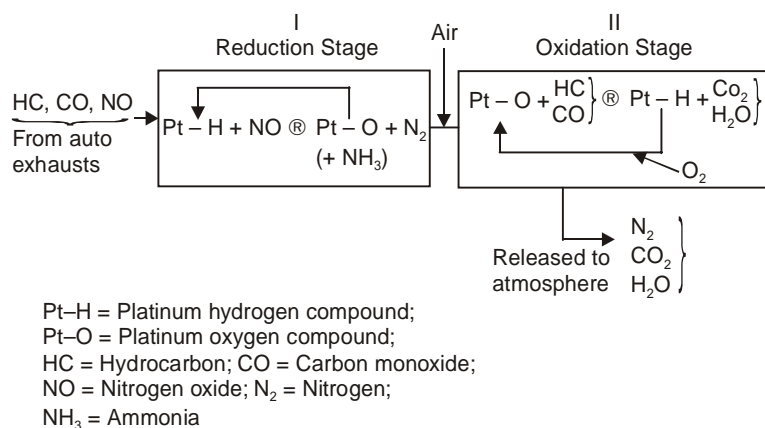 I
Reduction Stage
Air
II
Oxidation Stage
HC, CO, NO
From auto
exhausts
Pt – H + NO ® Pt – O + N₂
(+ NH₃)
Pt – O + HC } ® Pt – H + Co₂ }
CO H₂O
O₂
Released to
atmosphere
N₂
CO₂
H₂O
Pt–H = Platinum hydrogen compound;
Pt–O = Platinum oxygen compound;
HC = Hydrocarbon; CO = Carbon monoxide;
NO = Nitrogen oxide; N₂ = Nitrogen;
NH₃ = Ammonia